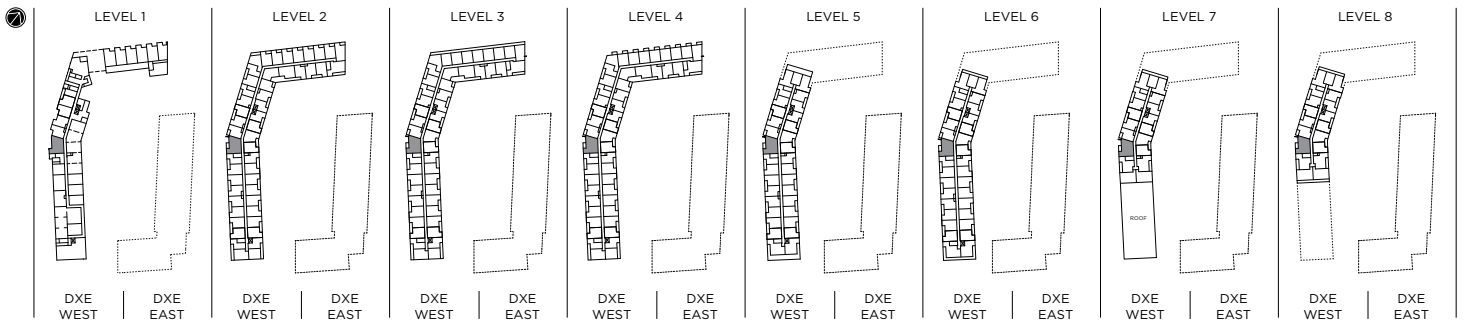 LEVEL 1
LEVEL 2
LEVEL 3
LEVEL 4
LEVEL 5
LEVEL 6
LEVEL 7
LEVEL 8
ROOF
DXE WEST
DXE EAST
DXE WEST
DXE EAST
DXE WEST
DXE EAST
DXE WEST
DXE EAST
DXE WEST
DXE EAST
DXE WEST
DXE EAST
DXE WEST
DXE EAST
DXE WEST
DXE EAST